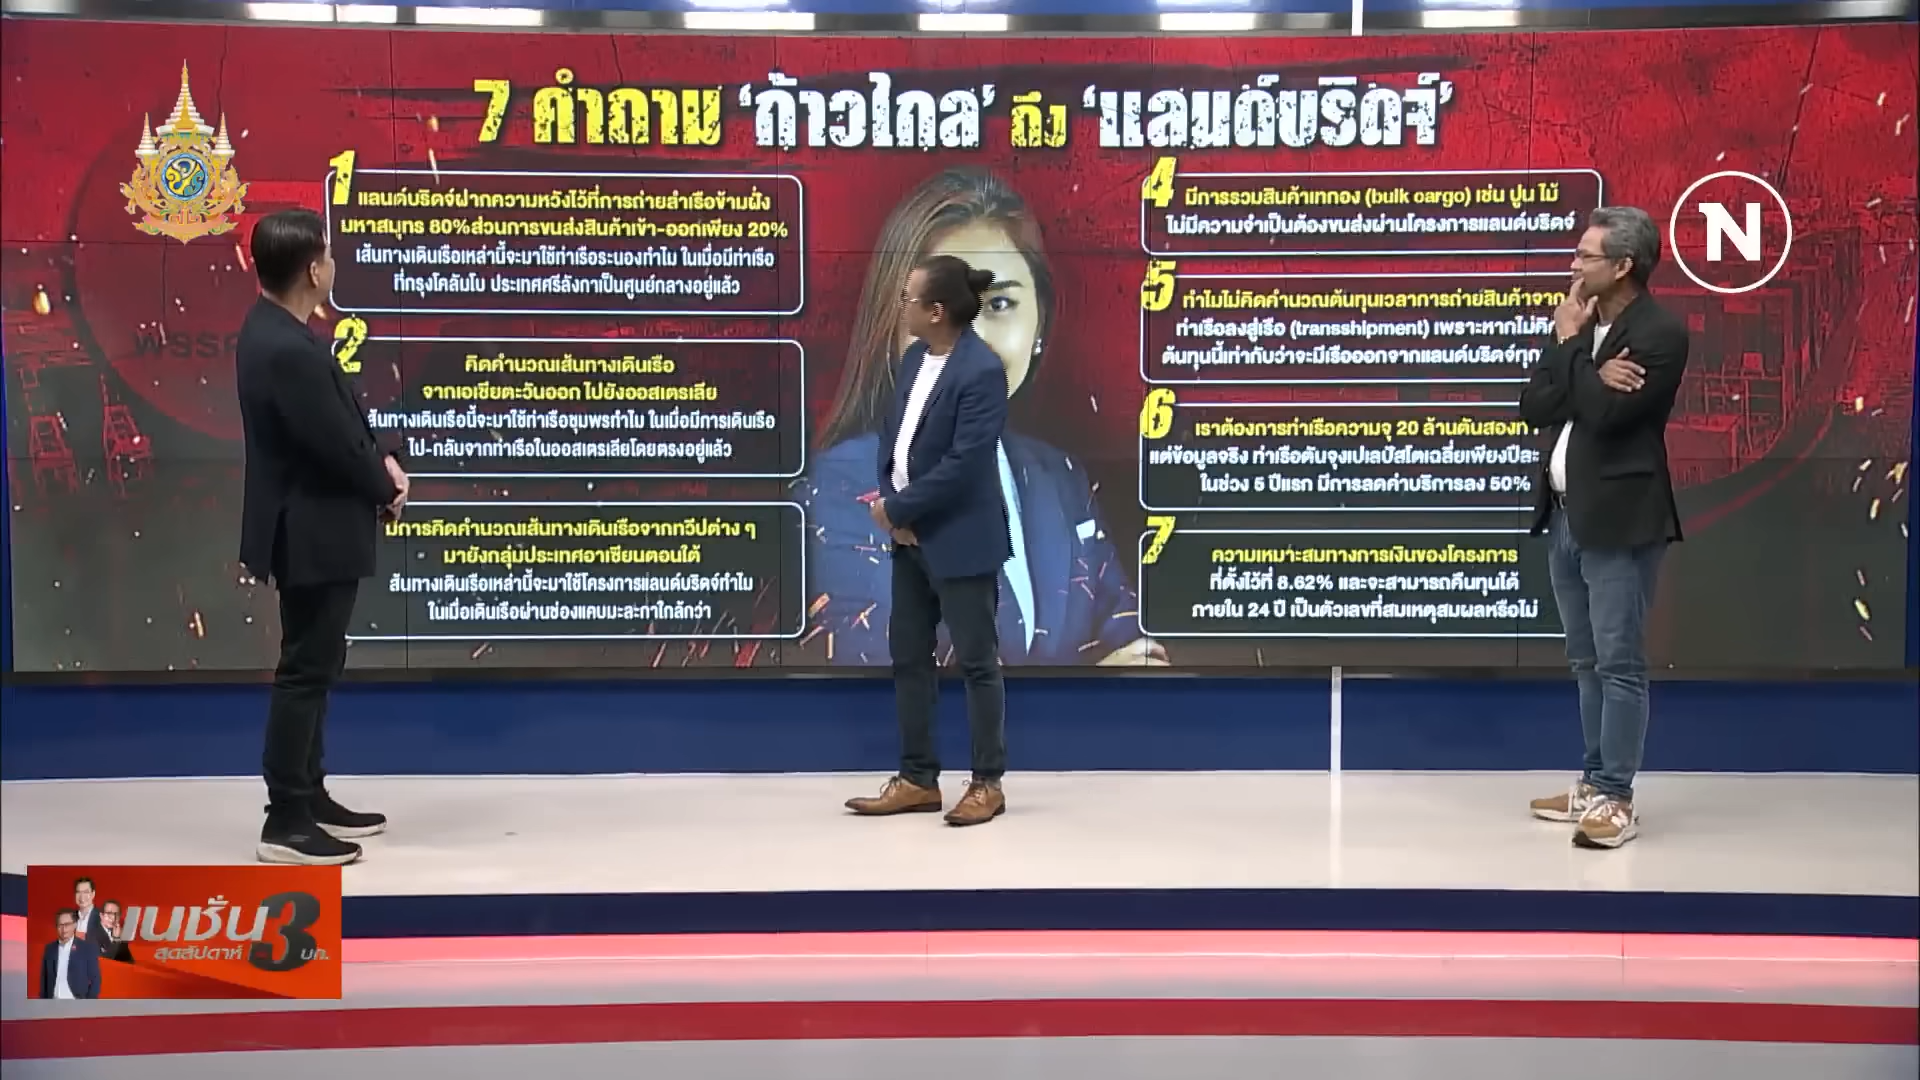 7 คำถาม 'ก้าวไกล' ถึง 'แลนด์บริดจ์'
1
แลนด์บริดจ์ฝากความหวังไว้ที่การถ่ายลำเรือข้ามฝั่ง
มหาสมุทร 80%ส่วนการขนส่งสินค้าเข้า-ออกเพียง 20%
เส้นทางเดินเรือเหล่านี้จะมาใช้ท่าเรือระนองทำไม ในเมื่อมีท่าเรือ
ที่กรุงโคลัมโบ ประเทศศรีลังกาเป็นศูนย์กลางอยู่แล้ว
2
คิดคำนวณเส้นทางเดินเรือ
จากเอเชียตะวันออก ไปยังออสเตรเลีย
ส้นทางเดินเรือนี้จะมาใช้ท่าเรือชุมพรทำไม ในเมื่อมีการเดินเรือ
ไป-กลับจากท่าเรือในออสเตรเลียโดยตรงอยู่แล้ว
มีการคิดคำนวณเส้นทางเดินเรือจากทวีปต่าง ๆ
มายังกลุ่มประเทศอาเซียนตอนใต้
ส้นทางเดินเรือเหล่านี้จะมาใช้โครงการแลนด์บริดจ์ทำไม
ในเมื่อเดินเรือผ่านช่องแคบมะละกาใกล้กว่า
4
มีการรวมสินค้าเทกอง (bulk cargo) เช่น ปูน ไม้
ไม่มีความจำเป็นต้องขนส่งผ่านโครงการแลนด์บริดจ์
5
ทำไมไม่คิดคำนวณต้นทุนเวลาการถ่ายสินค้าจาก
ท่าเรือลงสู่เรือ (transshipment) เพราะหากไม่คิด
ต้นทุนนี้เท่ากับว่าจะมีเรือออกจากแลนด์บริดจ์ทุก
6
เราต้องการท่าเรือความจุ 20 ล้านตันสองท่า
แต่ข้อมูลจริง ท่าเรือตันจุงเปเลปัสโตเฉลี่ยเพียงปีละ
ในช่วง 5 ปีแรก มีการลดค่าบริการลง 50%
7
ความเหมาะสมทางการเงินของโครงการ
ที่ตั้งไว้ที่ 8.62% และจะสามารถคืนทุนได้
ภายใน 24 ปี เป็นตัวเลขที่สมเหตุสมผลหรือไม่
พรรค
N
เนชั่น3
สุดสัปดาห์
บก.